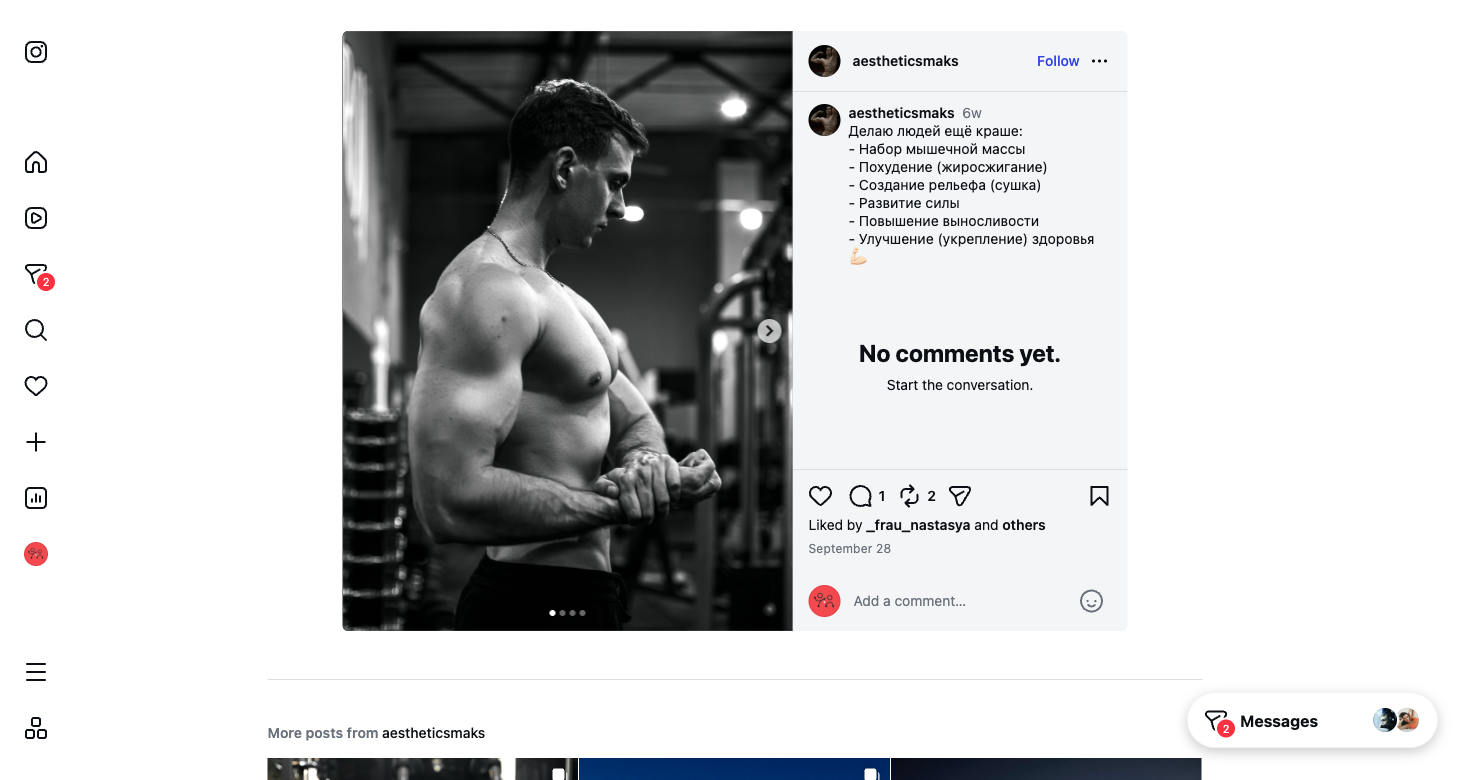 2
aestheticsmaks
Follow
aestheticsmaks 6w
Делаю людей ещё краше:
- Набор мышечной массы
- Похудение (жиросжигание)
- Создание рельефа (сушка)
- Развитие силы
- Повышение выносливости
- Улучшение (укрепление) здоровья
💪🏻
No comments yet.
Start the conversation.
1 2
Liked by _frau_nastasya and others
September 28
Add a comment...
More posts from aestheticsmaks
2
Messages